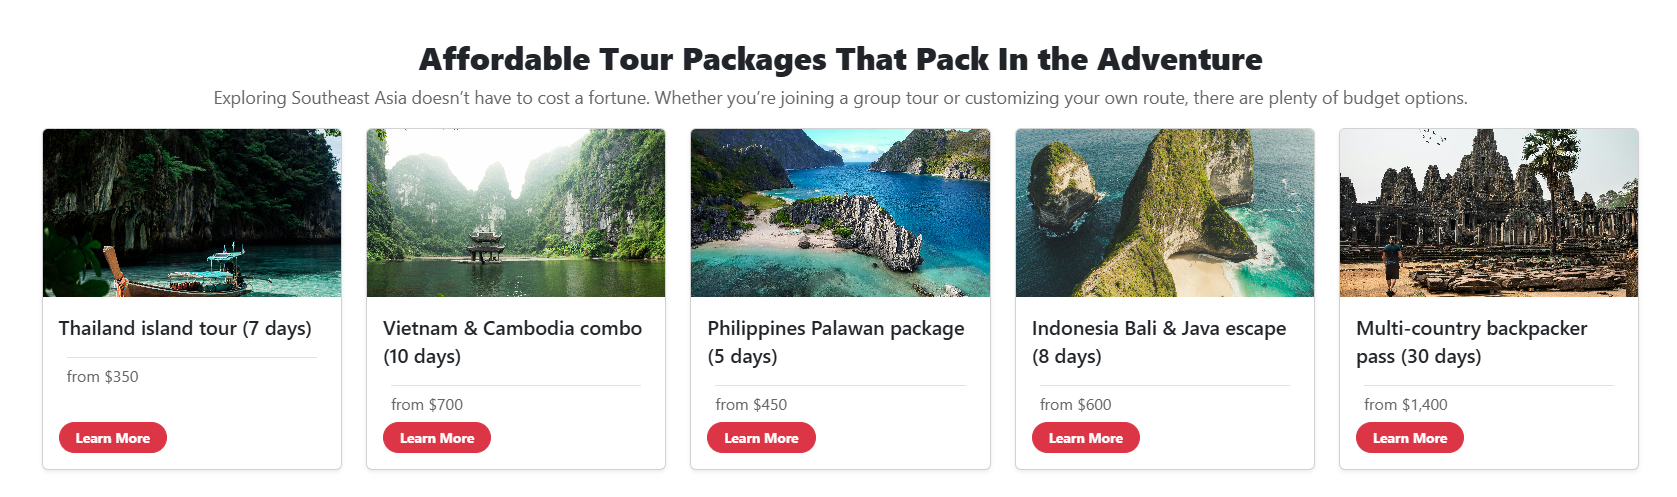 Affordable Tour Packages That Pack In the Adventure
Exploring Southeast Asia doesn’t have to cost a fortune. Whether you’re joining a group tour or customizing your own route, there are plenty of budget options.
Thailand island tour (7 days)
from $350
Learn More
Vietnam & Cambodia combo
(10 days)
from $700
Learn More
Philippines Palawan package
(5 days)
from $450
Learn More
Indonesia Bali & Java escape
(8 days)
from $600
Learn More
Multi-country backpacker
pass (30 days)
from $1,400
Learn More